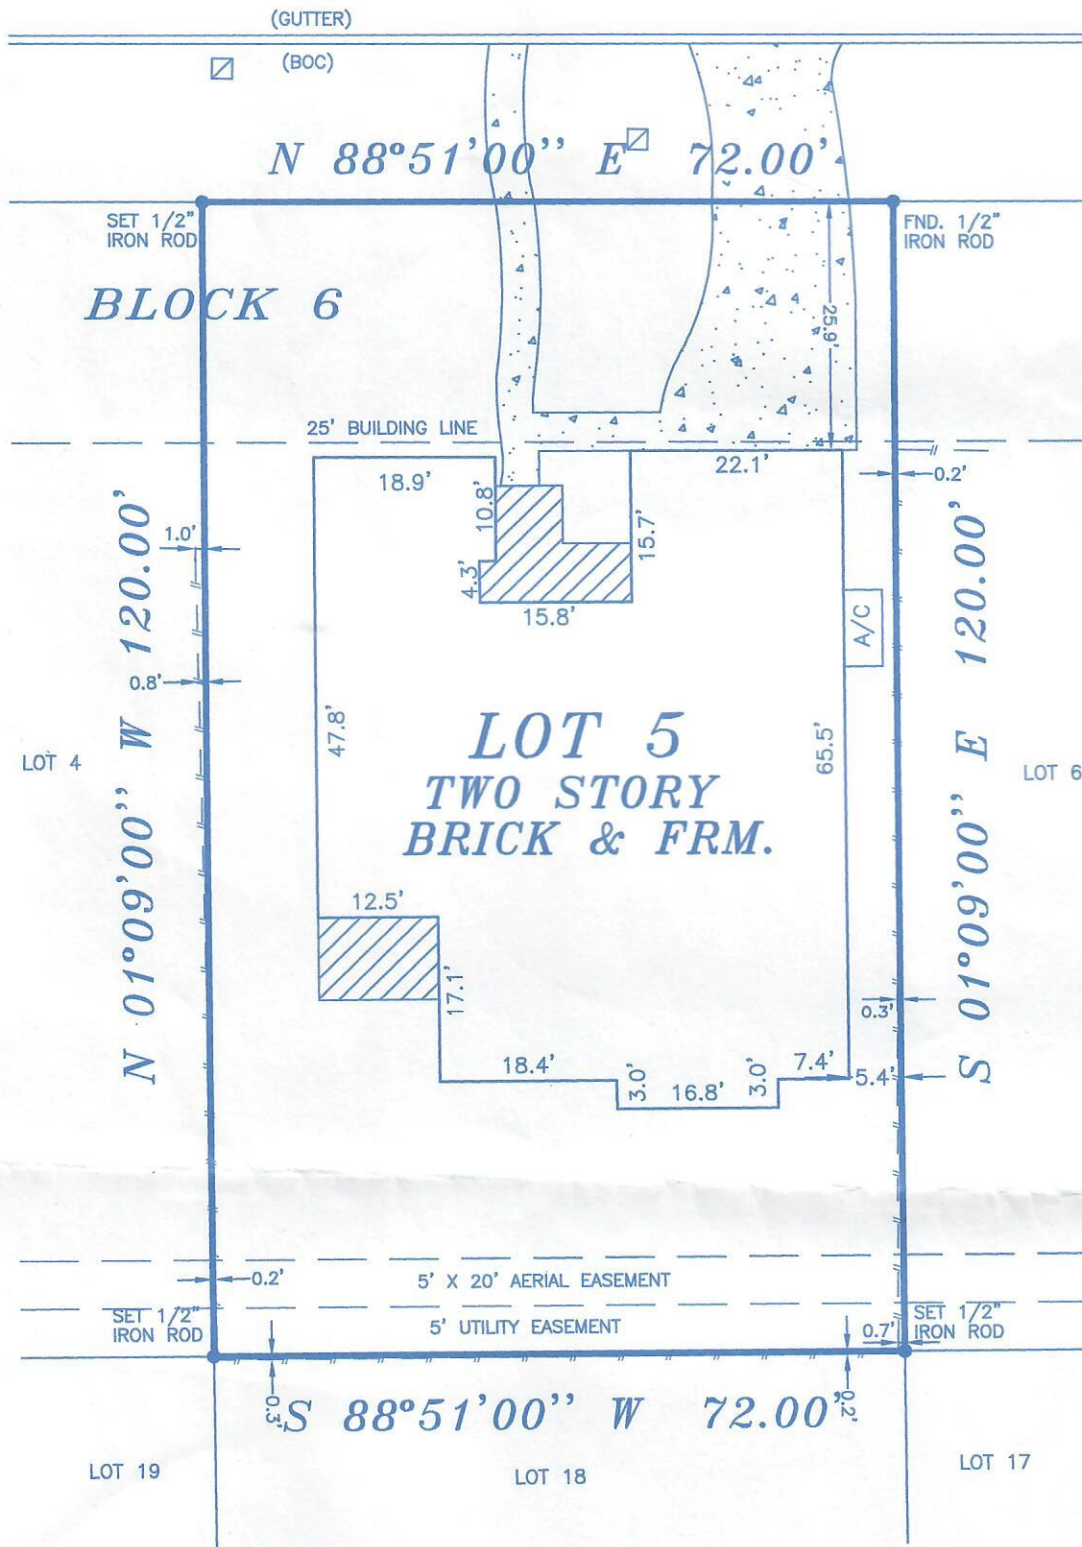 (GUTTER)
(BOC)
N 88°51'00'' E 72.00'
SET 1/2"
IRON ROD
FND. 1/2"
IRON ROD
BLOCK 6
25.9'
25' BUILDING LINE
18.9'
22.1'
0.2'
10.8'
15.7'
1.0'
4.3'
15.8'
A/C
N 01°09'00'' W 120.00'
S 01°09'00'' E 120.00'
0.8'
47.8'
65.5'
LOT 4
LOT 5
TWO STORY
BRICK & FRM.
LOT 6
12.5'
17.1'
0.3'
18.4'
3.0'
16.8'
3.0'
7.4'
5.4'
0.2'
5' X 20' AERIAL EASEMENT
SET 1/2"
IRON ROD
5' UTILITY EASEMENT
0.7'
SET 1/2"
IRON ROD
0.3'
S 88°51'00'' W 72.00'
0.2'
LOT 19
LOT 18
LOT 17